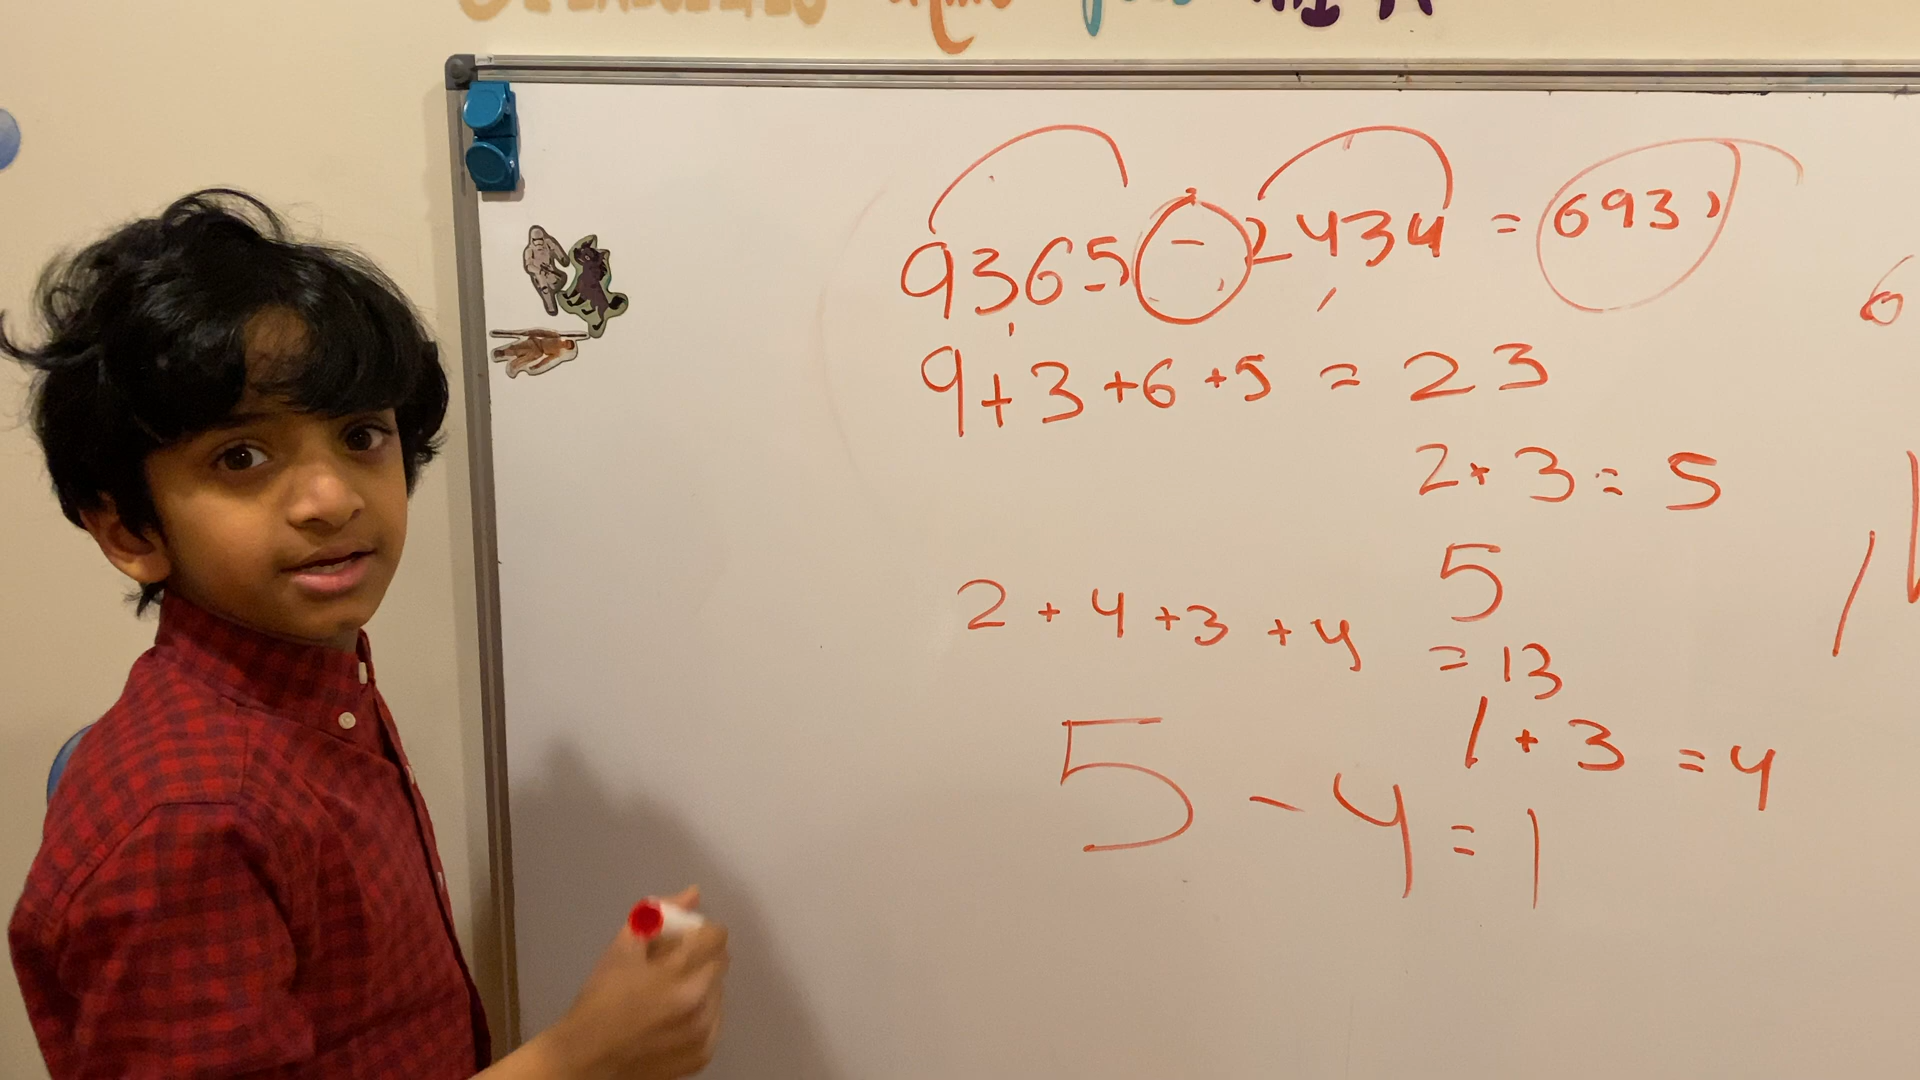 9365 - 2434 = 6931
6
9 + 3 + 6 + 5 = 23
2 + 3 = 5
5
2 + 4 + 3 + 4 = 13
1 + 3 = 4
5 - 4 = 1